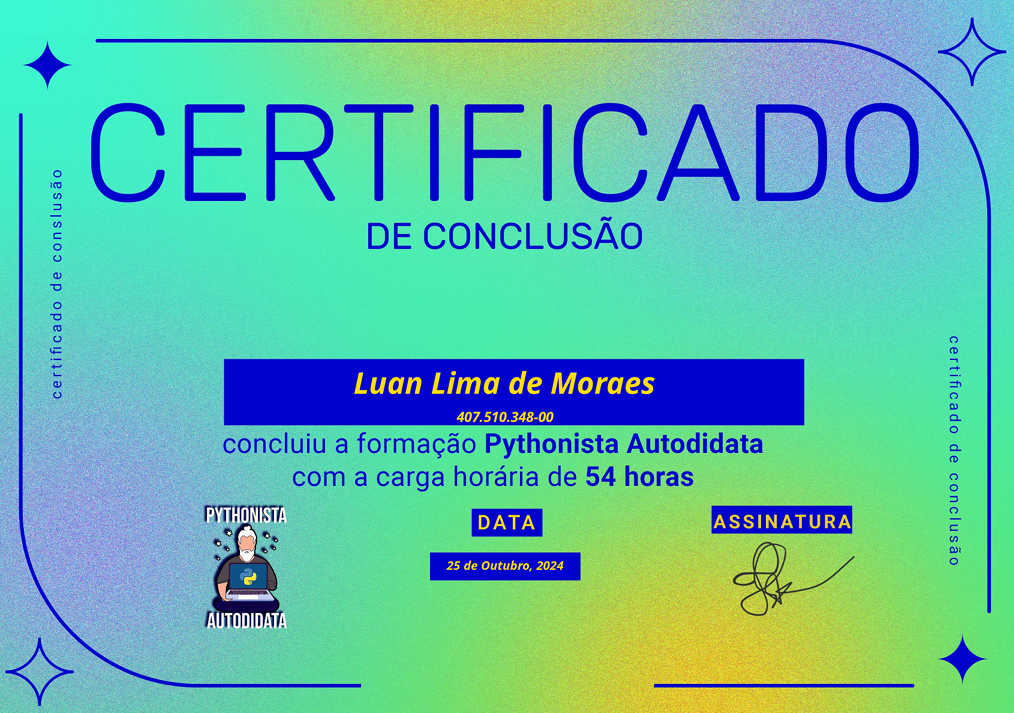 CERTIFICADO
DE CONCLUSÃO
certificado de conslusão
Luan Lima de Moraes
407.510.348-00
concluiu a formação Pythonista Autodidata
com a carga horária de 54 horas
certificado de conclusão
PYTHONISTA
AUTODIDATA
DATA
25 de Outubro, 2024
ASSINATURA